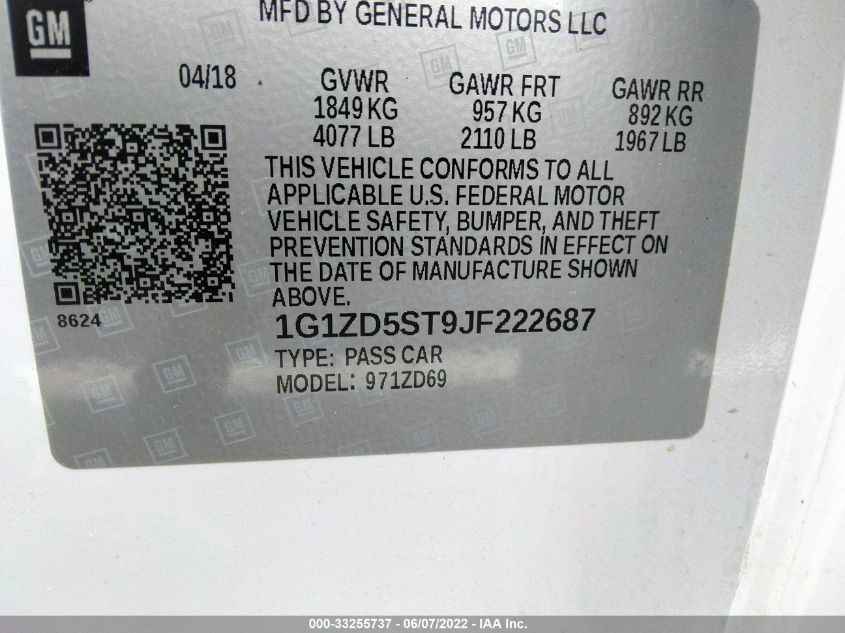 GM
MFD BY GENERAL MOTORS LLC
04/18 GVWR GAWR FRT GAWR RR
1849 KG 957 KG 892 KG
4077 LB 2110 LB 1967 LB
THIS VEHICLE CONFORMS TO ALL
APPLICABLE U.S. FEDERAL MOTOR
VEHICLE SAFETY, BUMPER, AND THEFT
PREVENTION STANDARDS IN EFFECT ON
THE DATE OF MANUFACTURE SHOWN
ABOVE.
8624
1G1ZD5ST9JF222687
TYPE: PASS CAR
MODEL: 971ZD69
000-33255737 - 06/07/2022 - IAA Inc.